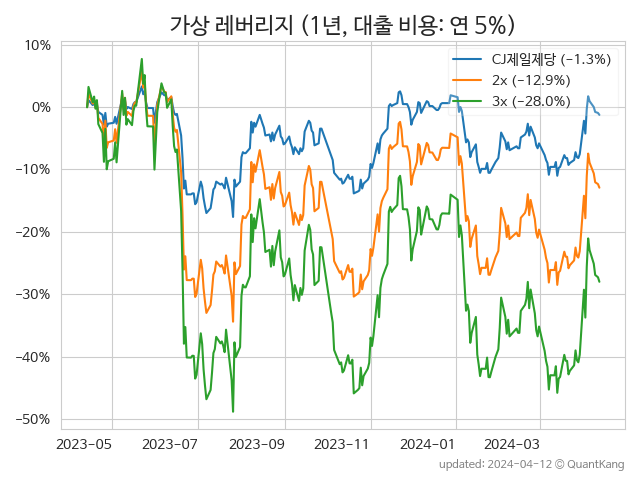 가상 레버리지 (1년, 대출 비용: 연 5%)
CJ제일제당 (−1.3%)
2x (−12.9%)
3x (−28.0%)
10%
0%
−10%
−20%
−30%
−40%
−50%
2023-05 2023-07 2023-09 2023-11 2024-01 2024-03
updated: 2024-04-12 © QuantKang